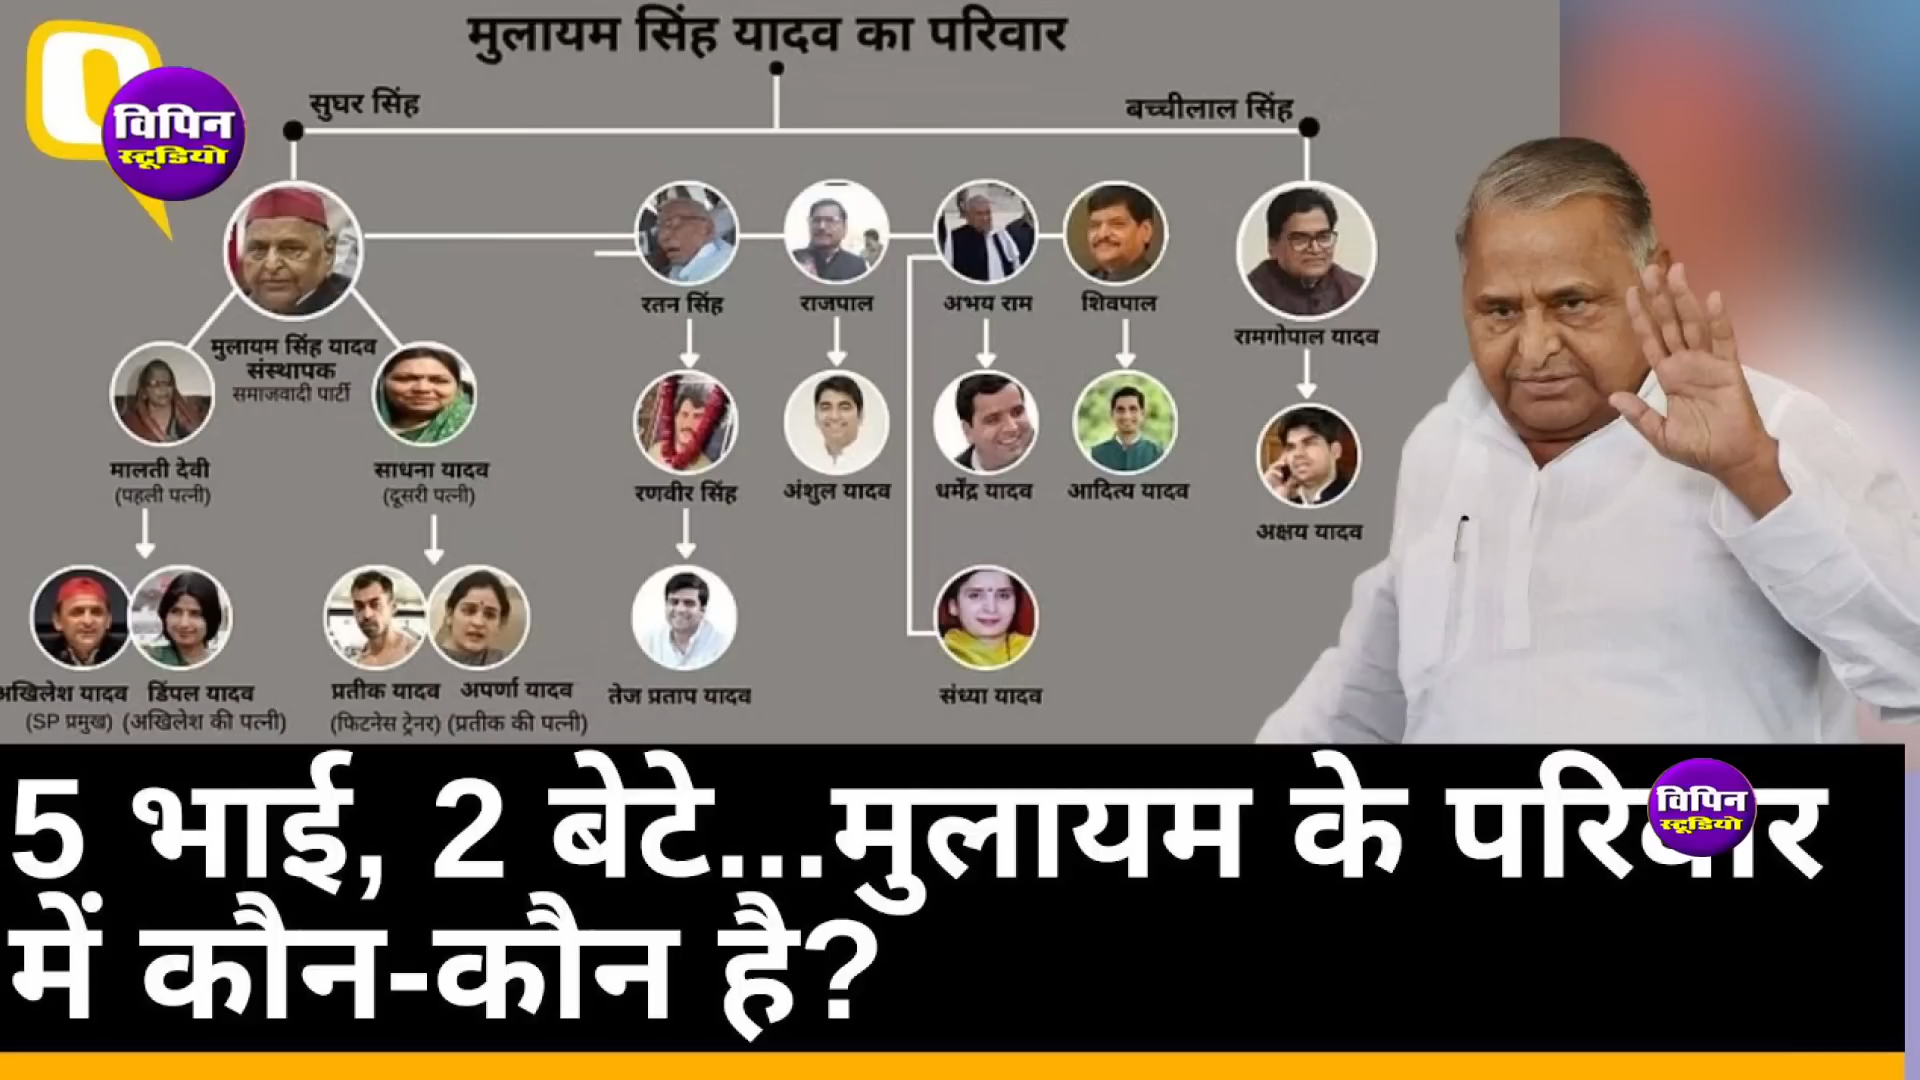 मुलायम सिंह यादव का परिवार
विपिन
स्टूडियो
सुघर सिंह
बच्चीलाल सिंह
मुलायम सिंह यादव
संस्थापक
समाजवादी पार्टी
रतन सिंह
राजपाल
अभय राम
शिवपाल
रामगोपाल यादव
मालती देवी
(पहली पत्नी)
साधना यादव
(दूसरी पत्नी)
रणवीर सिंह
अंशुल यादव
धर्मेंद्र यादव
आदित्य यादव
अक्षय यादव
अखिलेश यादव
(SP प्रमुख)
डिंपल यादव
(अखिलेश की पत्नी)
प्रतीक यादव
(फिटनेस ट्रेनर)
अपर्णा यादव
(प्रतीक की पत्नी)
तेज प्रताप यादव
संध्या यादव
5 भाई, 2 बेटे...मुलायम के परिवार
में कौन-कौन है?
विपिन
स्टूडियो